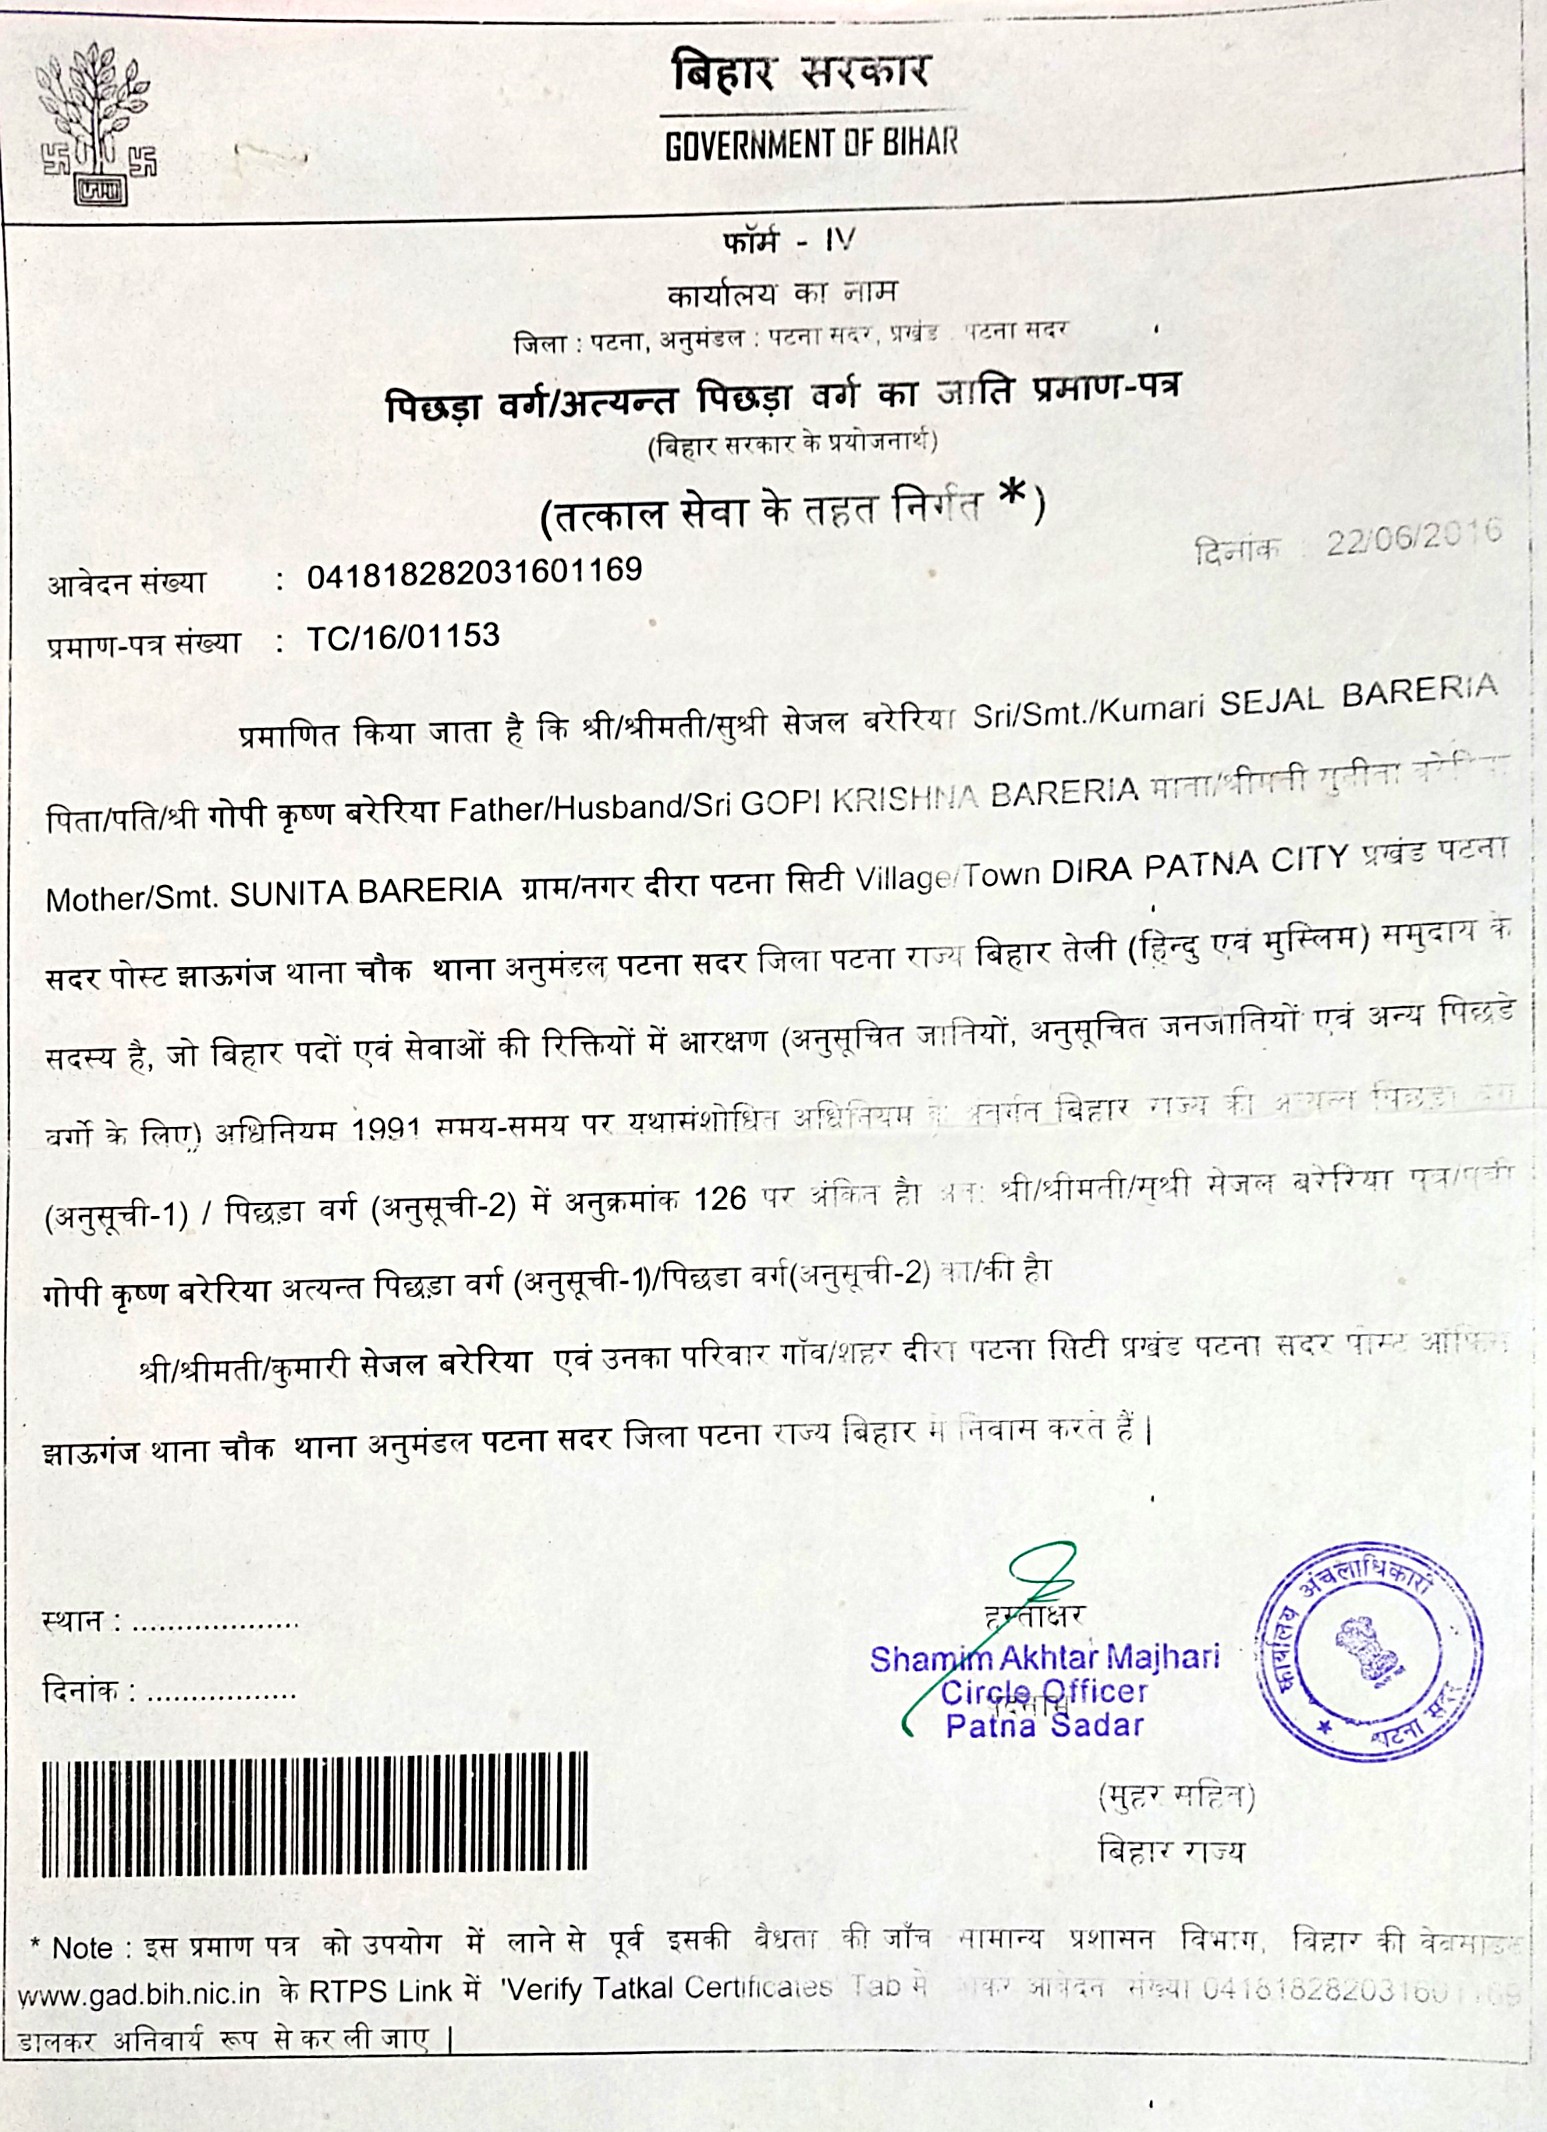 बिहार सरकार
GOVERNMENT OF BIHAR
फॉर्म - IV
कार्यालय का नाम
जिला : पटना, अनुमंडल : पटना सदर, प्रखंड : पटना सदर
पिछड़ा वर्ग/अत्यन्त पिछड़ा वर्ग का जाति प्रमाण-पत्र
(बिहार सरकार के प्रयोजनार्थ)
(तत्काल सेवा के तहत निर्गत *)
दिनांक : 22/06/2016
आवेदन संख्या : 041818282031601169
प्रमाण-पत्र संख्या : TC/16/01153
प्रमाणित किया जाता है कि श्री/श्रीमती/सुश्री सेजल बरेरिया Sri/Smt./Kumari SEJAL BARERIA
पिता/पति/श्री गोपी कृष्ण बरेरिया Father/Husband/Sri GOPI KRISHNA BARERIA माता/श्रीमती सुनीता बरेरिया
Mother/Smt. SUNITA BARERIA ग्राम/नगर दीरा पटना सिटी Village/Town DIRA PATNA CITY प्रखंड पटना
सदर पोस्ट झाऊगंज थाना चौक थाना अनुमंडल पटना सदर जिला पटना राज्य बिहार तेली (हिन्दु एवं मुस्लिम) समुदाय के
सदस्य है, जो बिहार पदों एवं सेवाओं की रिक्तियों में आरक्षण (अनुसूचित जातियों, अनुसूचित जनजातियों एवं अन्य पिछडे
वर्गो के लिए) अधिनियम 1991 समय-समय पर यथासंशोधित अधिनियम के अंतर्गत बिहार राज्य की अत्यन्त पिछड़ा वर्ग
(अनुसूची-1) / पिछड़ा वर्ग (अनुसूची-2) में अनुक्रमांक 126 पर अंकित है। अतः श्री/श्रीमती/सुश्री सेजल बरेरिया पुत्र/पुत्री
गोपी कृष्ण बरेरिया अत्यन्त पिछड़ा वर्ग (अनुसूची-1)/पिछडा वर्ग(अनुसूची-2) का/की है।
श्री/श्रीमती/कुमारी सेजल बरेरिया एवं उनका परिवार गॉव/शहर दीरा पटना सिटी प्रखंड पटना सदर पोस्ट ऑफिस
झाऊगंज थाना चौक थाना अनुमंडल पटना सदर जिला पटना राज्य बिहार में निवास करते हैं |
स्थान : ...................
दिनांक : .................
हस्ताक्षर
Shamim Akhtar Majhari
Circle Officer
Patna Sadar
कार्यालय अंचलाधिकारी
पटना सदर
(मुहर सहित)
बिहार राज्य
* Note : इस प्रमाण पत्र को उपयोग में लाने से पूर्व इसकी वैधता की जाँच सामान्य प्रशासन विभाग, बिहार की वेबसाइट
www.gad.bih.nic.in के RTPS Link में 'Verify Tatkal Certificates' Tab में जाकर आवेदन संख्या 041818282031601169
डालकर अनिवार्य रूप से कर ली जाए |